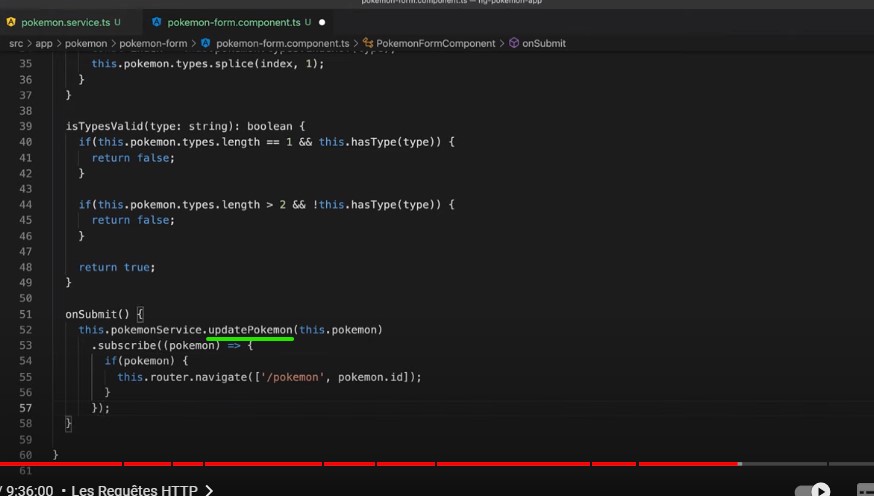 pokemon-form.component.ts — ng-pokemon-app
pokemon.service.ts U
pokemon-form.component.ts U
src > app > pokemon > pokemon-form > pokemon-form.component.ts > PokemonFormComponent > onSubmit
35 this.pokemon.types.splice(index, 1);
36 }
37 }
38
39 isTypesValid(type: string): boolean {
40 if(this.pokemon.types.length == 1 && this.hasType(type)) {
41 return false;
42 }
43
44 if(this.pokemon.types.length > 2 && !this.hasType(type)) {
45 return false;
46 }
47
48 return true;
49 }
50
51 onSubmit() {
52 this.pokemonService.updatePokemon(this.pokemon)
53 .subscribe((pokemon) => {
54 if(pokemon) {
55 this.router.navigate(['/pokemon', pokemon.id]);
56 }
57 });
58 }
59
60 }
61
/ 9:36:00 • Les Requêtes HTTP >